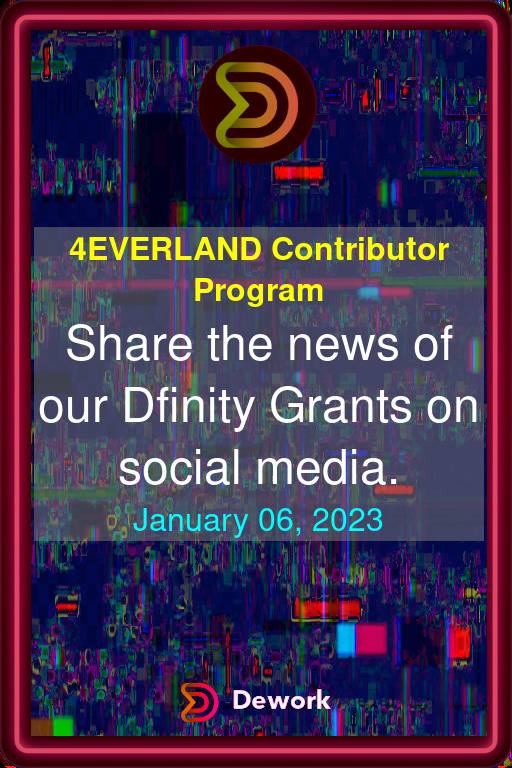 4EVERLAND Contributor
Program
Share the news of
our Dfinity Grants on
social media.
January 06, 2023
Dework